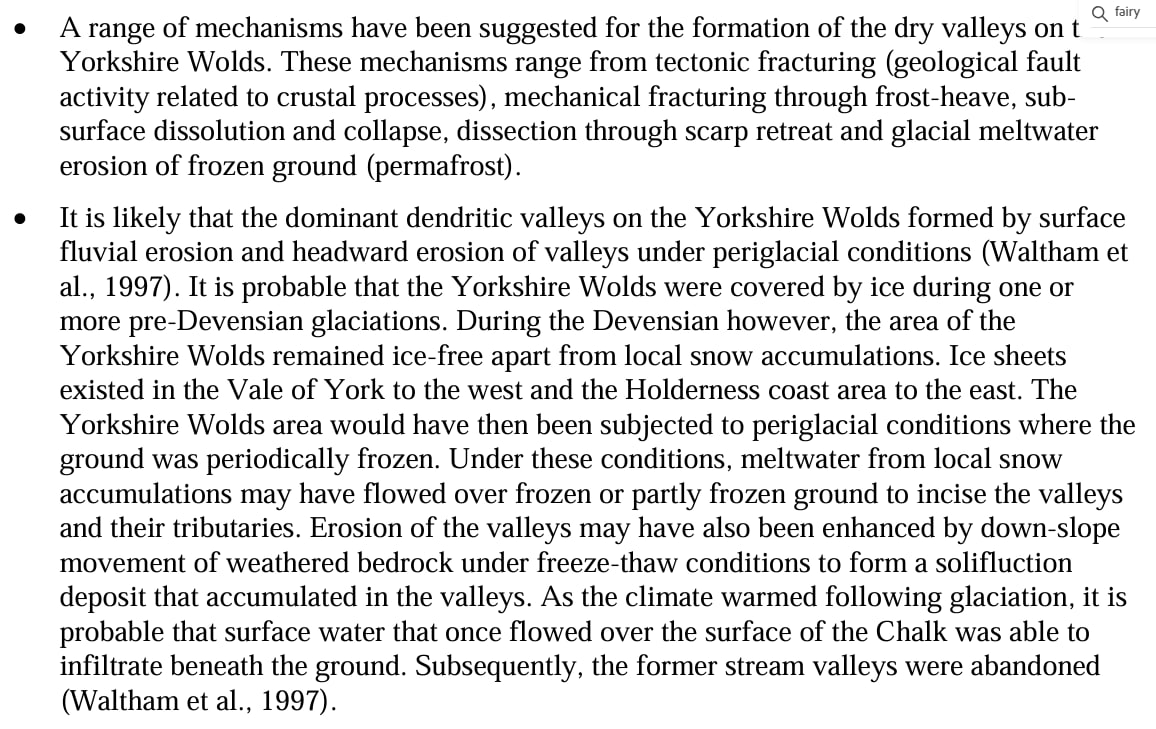 fairy
• A range of mechanisms have been suggested for the formation of the dry valleys on t
Yorkshire Wolds. These mechanisms range from tectonic fracturing (geological fault
activity related to crustal processes), mechanical fracturing through frost-heave, sub-
surface dissolution and collapse, dissection through scarp retreat and glacial meltwater
erosion of frozen ground (permafrost).
• It is likely that the dominant dendritic valleys on the Yorkshire Wolds formed by surface
fluvial erosion and headward erosion of valleys under periglacial conditions (Waltham et
al., 1997). It is probable that the Yorkshire Wolds were covered by ice during one or
more pre-Devensian glaciations. During the Devensian however, the area of the
Yorkshire Wolds remained ice-free apart from local snow accumulations. Ice sheets
existed in the Vale of York to the west and the Holderness coast area to the east. The
Yorkshire Wolds area would have then been subjected to periglacial conditions where the
ground was periodically frozen. Under these conditions, meltwater from local snow
accumulations may have flowed over frozen or partly frozen ground to incise the valleys
and their tributaries. Erosion of the valleys may have also been enhanced by down-slope
movement of weathered bedrock under freeze-thaw conditions to form a solifluction
deposit that accumulated in the valleys. As the climate warmed following glaciation, it is
probable that surface water that once flowed over the surface of the Chalk was able to
infiltrate beneath the ground. Subsequently, the former stream valleys were abandoned
(Waltham et al., 1997).